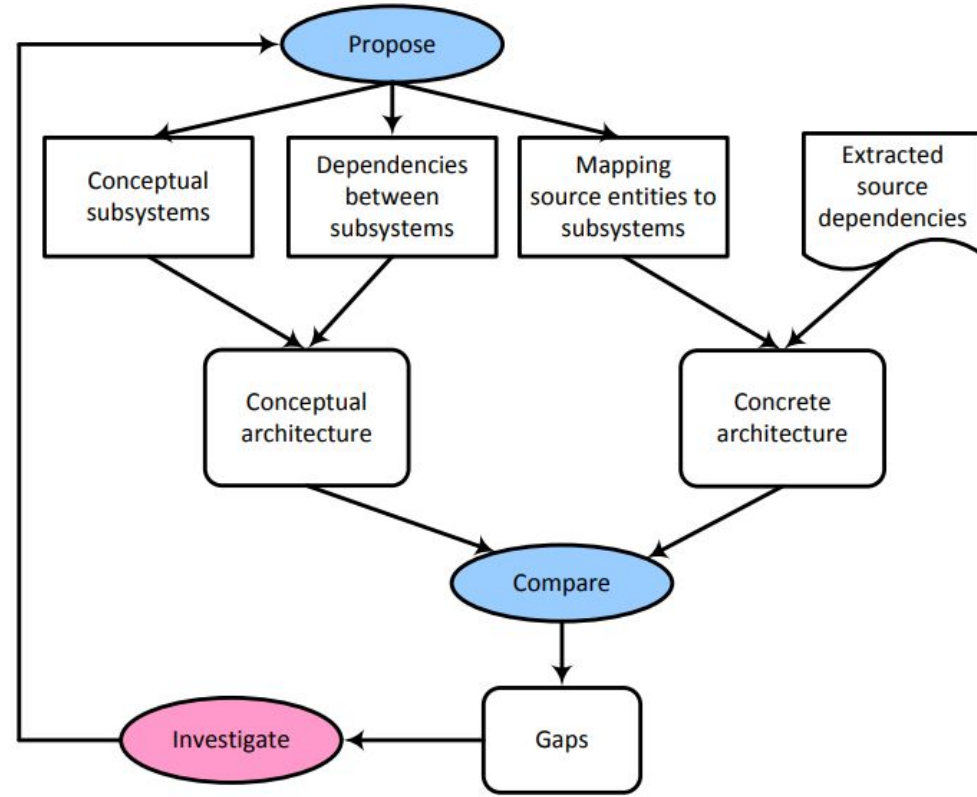 Propose
Conceptual
subsystems
Dependencies
between
subsystems
Mapping
source entities to
subsystems
Extracted
source
dependencies
Conceptual
architecture
Concrete
architecture
Compare
Investigate
Gaps